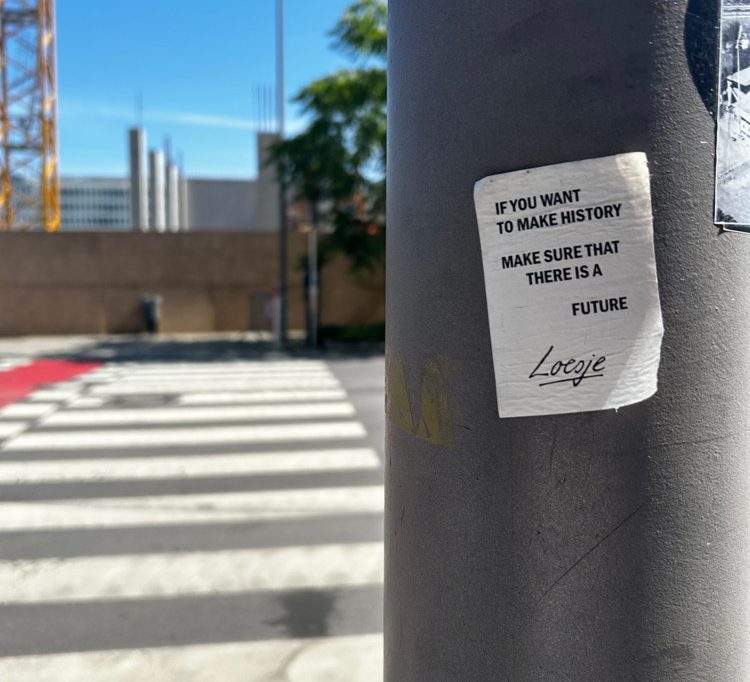 IF YOU WANT
TO MAKE HISTORY
MAKE SURE THAT
THERE IS A
FUTURE
Loesje